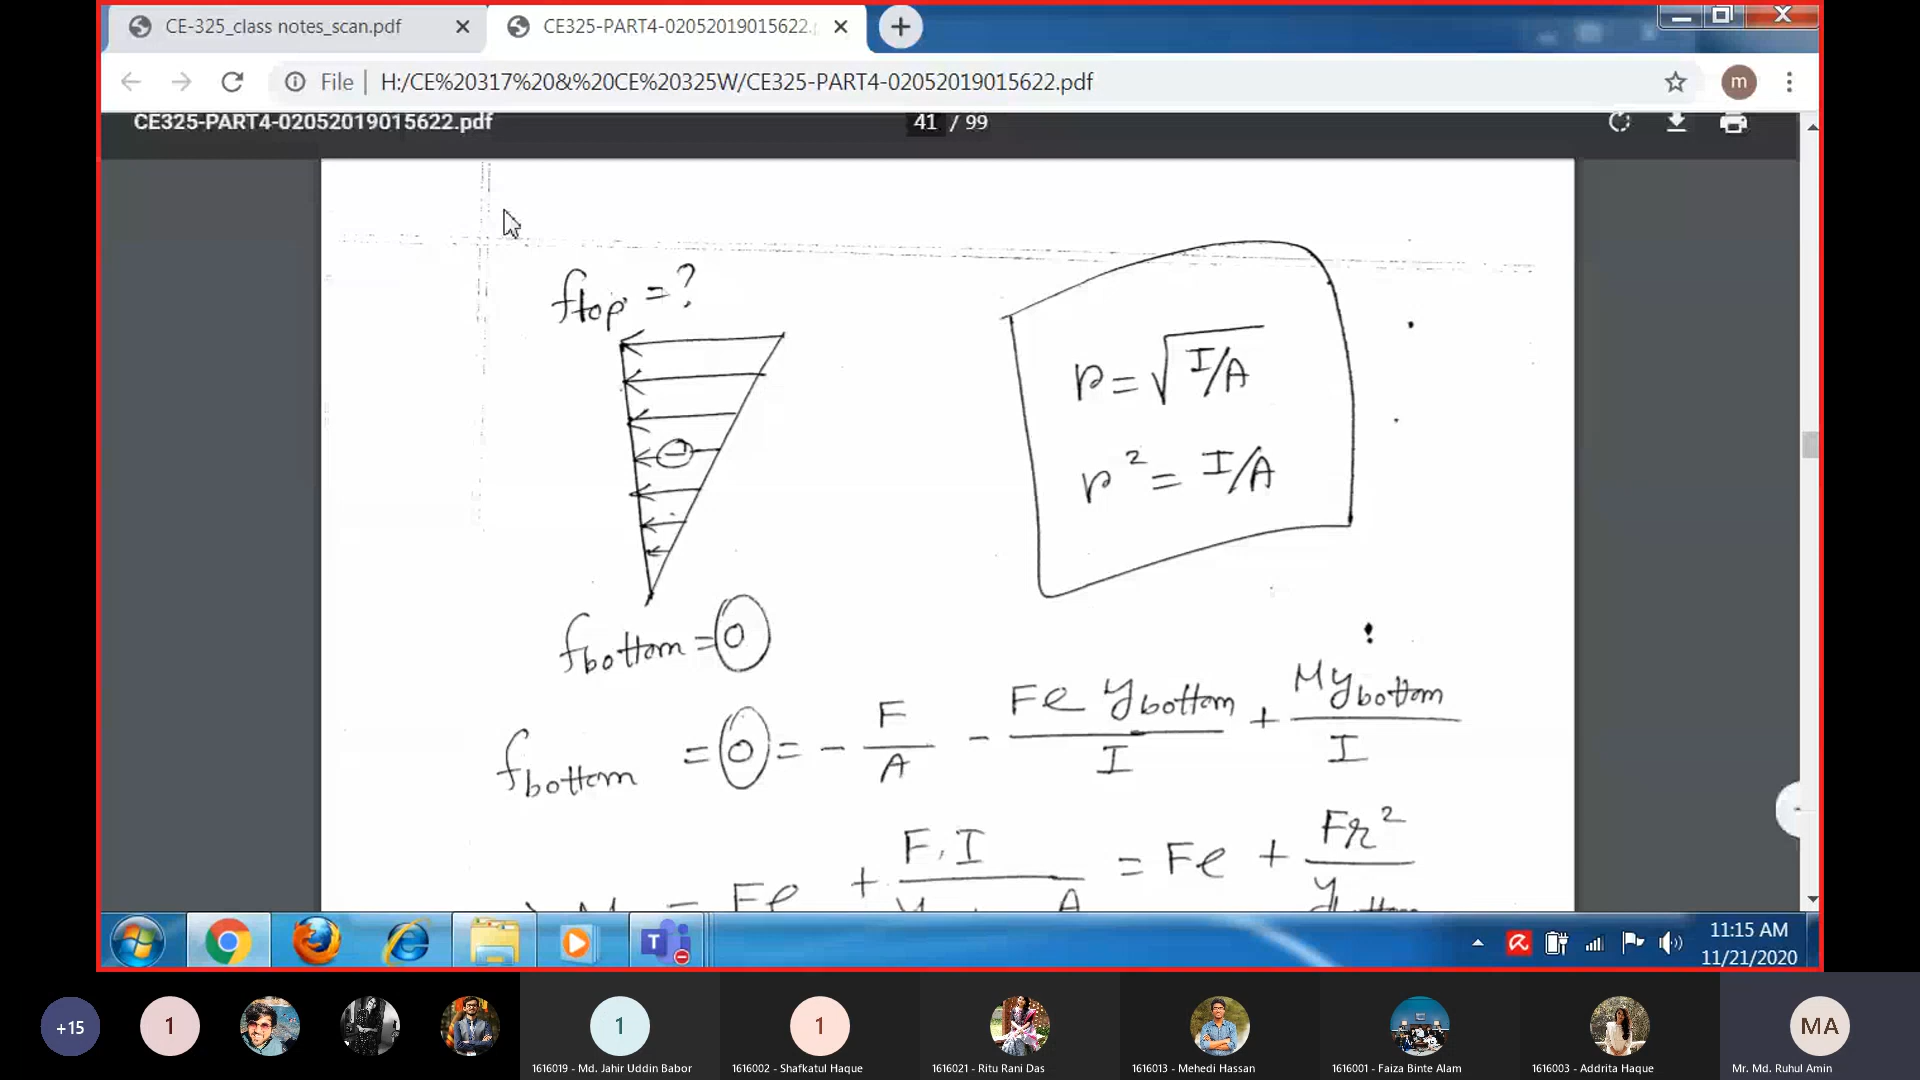 CE-325_class notes_scan.pdf
CE325-PART4-02052019015622.p
File | H:/CE%20317%20&%20CE%20325W/CE325-PART4-02052019015622.pdf
m
CE325-PART4-02052019015622.pdf
41 / 99
ftop = ?
r = √I/A
r² = I/A
fbottom = 0
fbottom = 0 = - F/A - Fe ybottom/I + M ybottom/I
= Fe + F.I/ A = Fe + Fr²/y
11:15 AM
11/21/2020
+15
1
1
1
MA
1616019 - Md. Jahir Uddin Babor
1616002 - Shafkatul Haque
1616021 - Ritu Rani Das
1616013 - Mehedi Hassan
1616001 - Faiza Binte Alam
1616003 - Addrita Haque
Mr. Md. Ruhul Amin